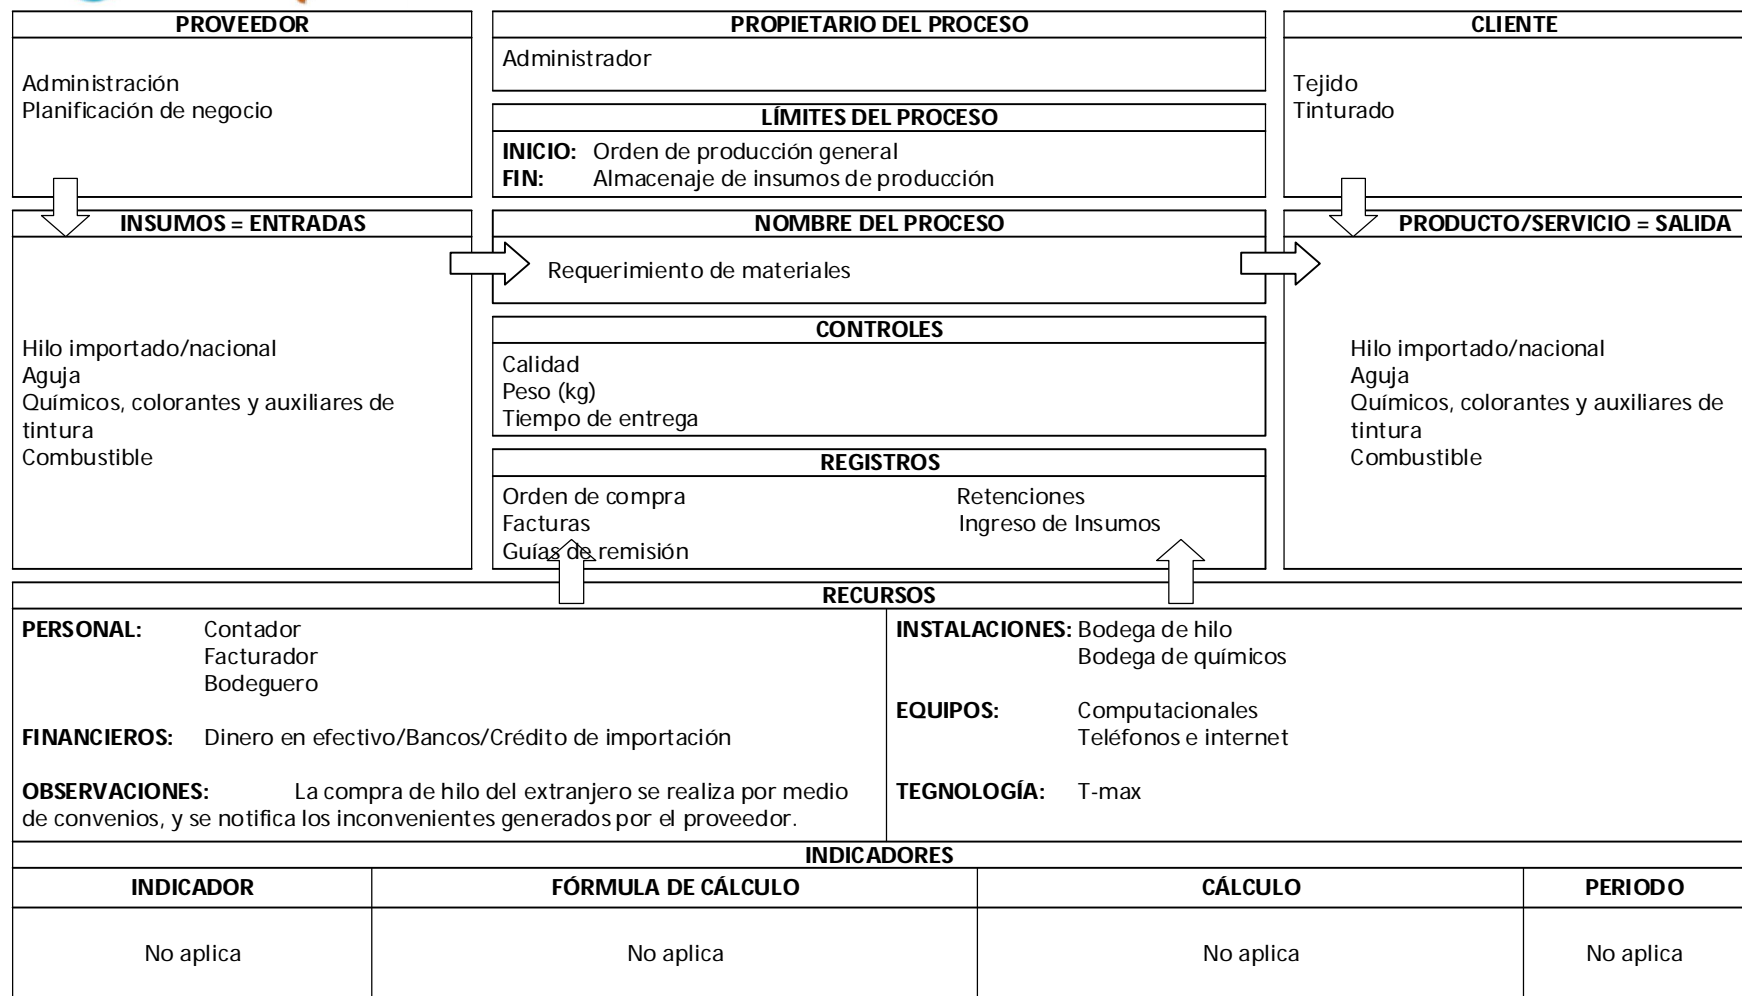 PROVEEDOR
Administración
Planificación de negocio
PROPIETARIO DEL PROCESO
Administrador
LÍMITES DEL PROCESO
INICIO: Orden de producción general
FIN: Almacenaje de insumos de producción
CLIENTE
Tejido
Tinturado
INSUMOS = ENTRADAS
Hilo importado/nacional
Aguja
Químicos, colorantes y auxiliares de
tintura
Combustible
NOMBRE DEL PROCESO
Requerimiento de materiales
CONTROLES
Calidad
Peso (kg)
Tiempo de entrega
REGISTROS
Orden de compra
Facturas
Guías de remisión
Retenciones
Ingreso de Insumos
PRODUCTO/SERVICIO = SALIDA
Hilo importado/nacional
Aguja
Químicos, colorantes y auxiliares de
tintura
Combustible
RECURSOS
PERSONAL: Contador
Facturador
Bodeguero
FINANCIEROS: Dinero en efectivo/Bancos/Crédito de importación
OBSERVACIONES: La compra de hilo del extranjero se realiza por medio
de convenios, y se notifica los inconvenientes generados por el proveedor.
INSTALACIONES: Bodega de hilo
Bodega de químicos
EQUIPOS: Computacionales
Teléfonos e internet
TEGNOLOGÍA: T-max
INDICADORES
INDICADOR FÓRMULA DE CÁLCULO CÁLCULO PERIODO
No aplica No aplica No aplica No aplica